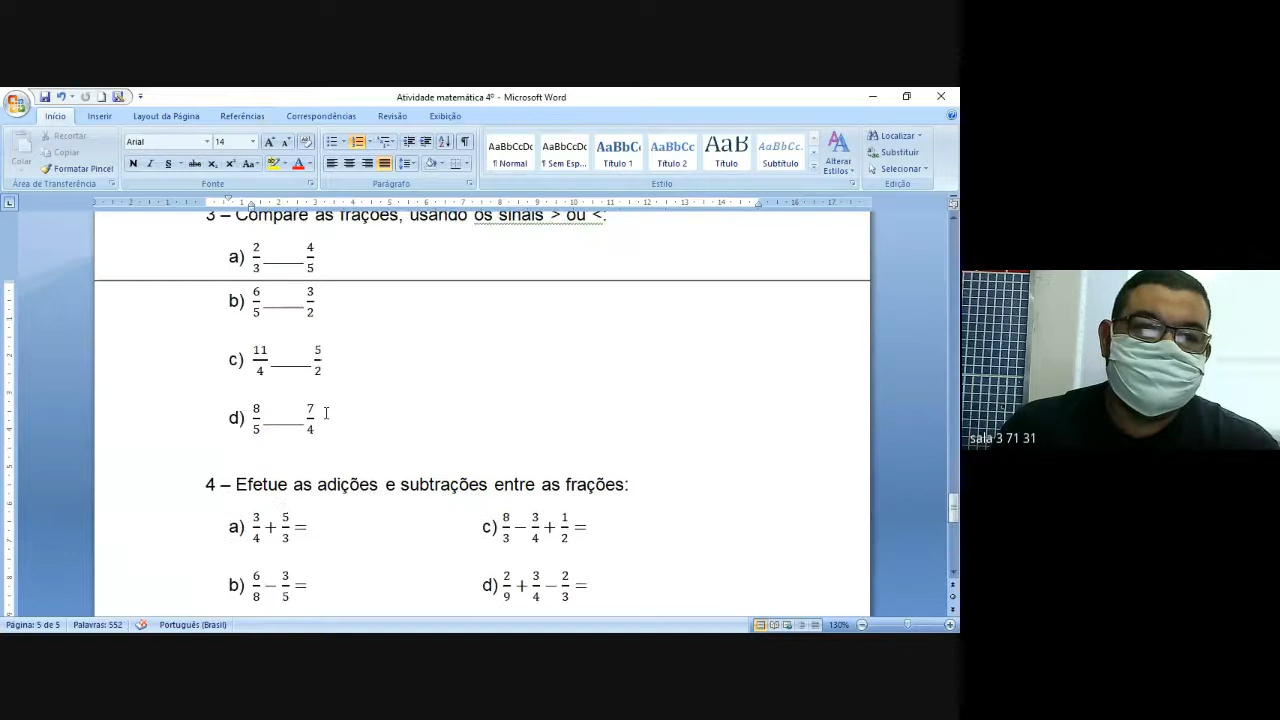 Atividade matemática 4º - Microsoft Word
Início Inserir Layout da Página Referências Correspondências Revisão Exibição
Recortar
Copiar
Colar
Formatar Pincel
Área de Transferência
Arial 14
Fonte
Parágrafo
AaBbCcDc AaBbCcDc AaBbCc AaBbCc AaB AaBbCc.
¶ Normal ¶ Sem Esp... Título 1 Título 2 Título Subtítulo
Alterar Estilos
Estilo
Localizar
Substituir
Selecionar
Edição
3 – Compare as frações, usando os sinais > ou <:
a) 2/3 _____ 4/5
b) 6/5 _____ 3/2
c) 11/4 _____ 5/2
d) 8/5 _____ 7/4
4 – Efetue as adições e subtrações entre as frações:
a) 3/4 + 5/3 =
c) 8/3 − 3/4 + 1/2 =
b) 6/8 − 3/5 =
d) 2/9 + 3/4 − 2/3 =
Página: 5 de 5 Palavras: 552 Português (Brasil) 130%
sala 3 71 31